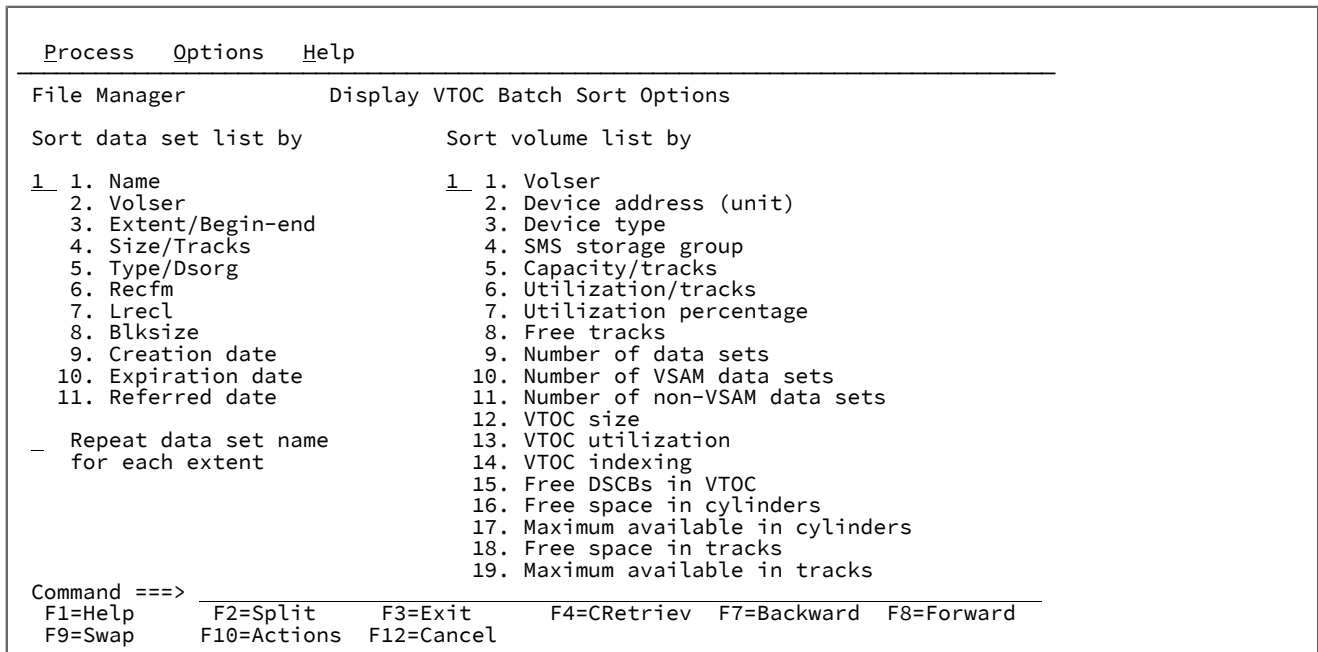 Process   Options   Help
File Manager             Display VTOC Batch Sort Options
Sort data set list by             Sort volume list by
1  1. Name                        1  1. Volser
   2. Volser                         2. Device address (unit)
   3. Extent/Begin-end               3. Device type
   4. Size/Tracks                    4. SMS storage group
   5. Type/Dsorg                     5. Capacity/tracks
   6. Recfm                          6. Utilization/tracks
   7. Lrecl                          7. Utilization percentage
   8. Blksize                        8. Free tracks
   9. Creation date                  9. Number of data sets
  10. Expiration date               10. Number of VSAM data sets
  11. Referred date                 11. Number of non-VSAM data sets
                                    12. VTOC size
_  Repeat data set name             13. VTOC utilization
   for each extent                  14. VTOC indexing
                                    15. Free DSCBs in VTOC
                                    16. Free space in cylinders
                                    17. Maximum available in cylinders
                                    18. Free space in tracks
                                    19. Maximum available in tracks
Command ===>
F1=Help      F2=Split     F3=Exit      F4=CRetriev  F7=Backward  F8=Forward
F9=Swap     F10=Actions  F12=Cancel